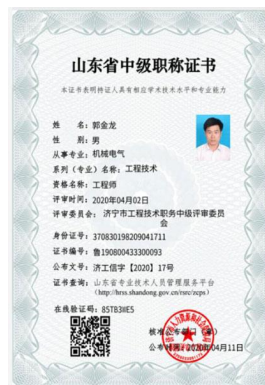 山东省中级职称证书
本证书表明持证人具有相应学术技术水平和专业能力
姓 名：郭金龙
性 别：男
从事专业：机械电气
系列（专业）名称：工程技术
资格名称：工程师
评审时间：2020年04月02日
评审委员会：济宁市工程技术职务中级评审委员
会
身份证号：370830198209041711
证书编号：鲁190800433300093
公布文号：济工信字【2020】17号
证书查询：山东省专业技术人员管理服务平台
（http://hrss.shandong.gov.cn/rsrc/zcps）
在线验证码：85TB3IIE5
公布时间：2020年04月11日